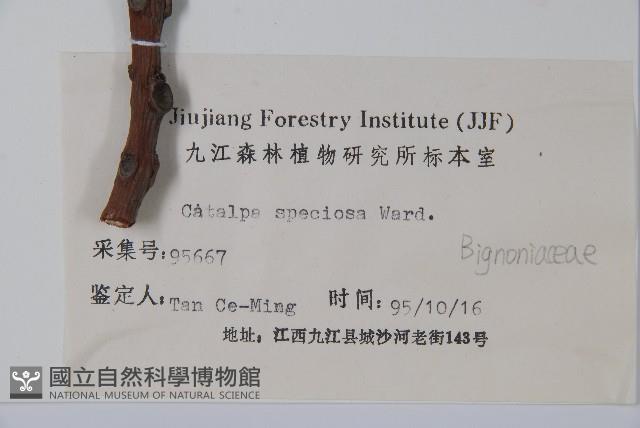 Jiujiang Forestry Institute (JJF)
九江森林植物研究所标本室
Catalpa speciosa Ward.
采集号:95667
Bignoniaceae
鉴定人:Tan Ce-Ming 时间:95/10/16
地址:江西九江县城沙河老街143号
國立自然科學博物館
NATIONAL MUSEUM OF NATURAL SCIENCE